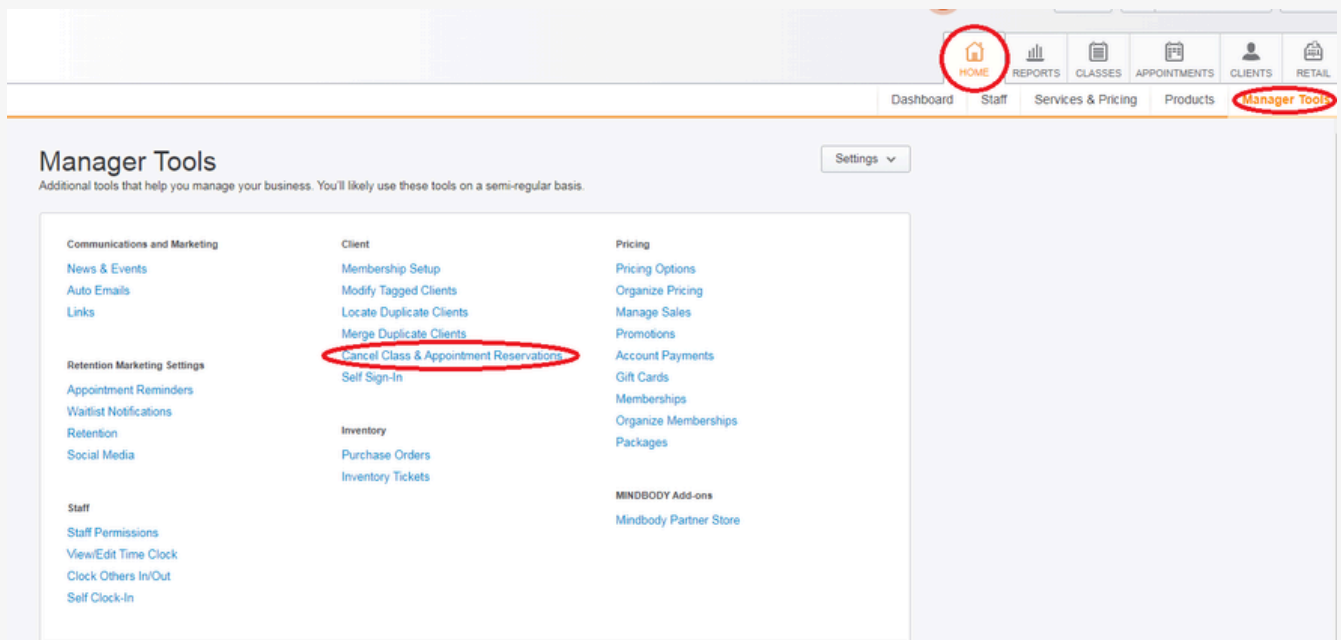 HOME
REPORTS
CLASSES
APPOINTMENTS
CLIENTS
RETAIL
Dashboard
Staff
Services & Pricing
Products
Manager Tools
Manager Tools
Settings
Additional tools that help you manage your business. You'll likely use these tools on a semi-regular basis.
Communications and Marketing
News & Events
Auto Emails
Links
Retention Marketing Settings
Appointment Reminders
Waitlist Notifications
Retention
Social Media
Staff
Staff Permissions
View/Edit Time Clock
Clock Others In/Out
Self Clock-In
Client
Membership Setup
Modify Tagged Clients
Locate Duplicate Clients
Merge Duplicate Clients
Cancel Class & Appointment Reservations
Self Sign-In
Inventory
Purchase Orders
Inventory Tickets
Pricing
Pricing Options
Organize Pricing
Manage Sales
Promotions
Account Payments
Gift Cards
Memberships
Organize Memberships
Packages
MINDBODY Add-ons
Mindbody Partner Store